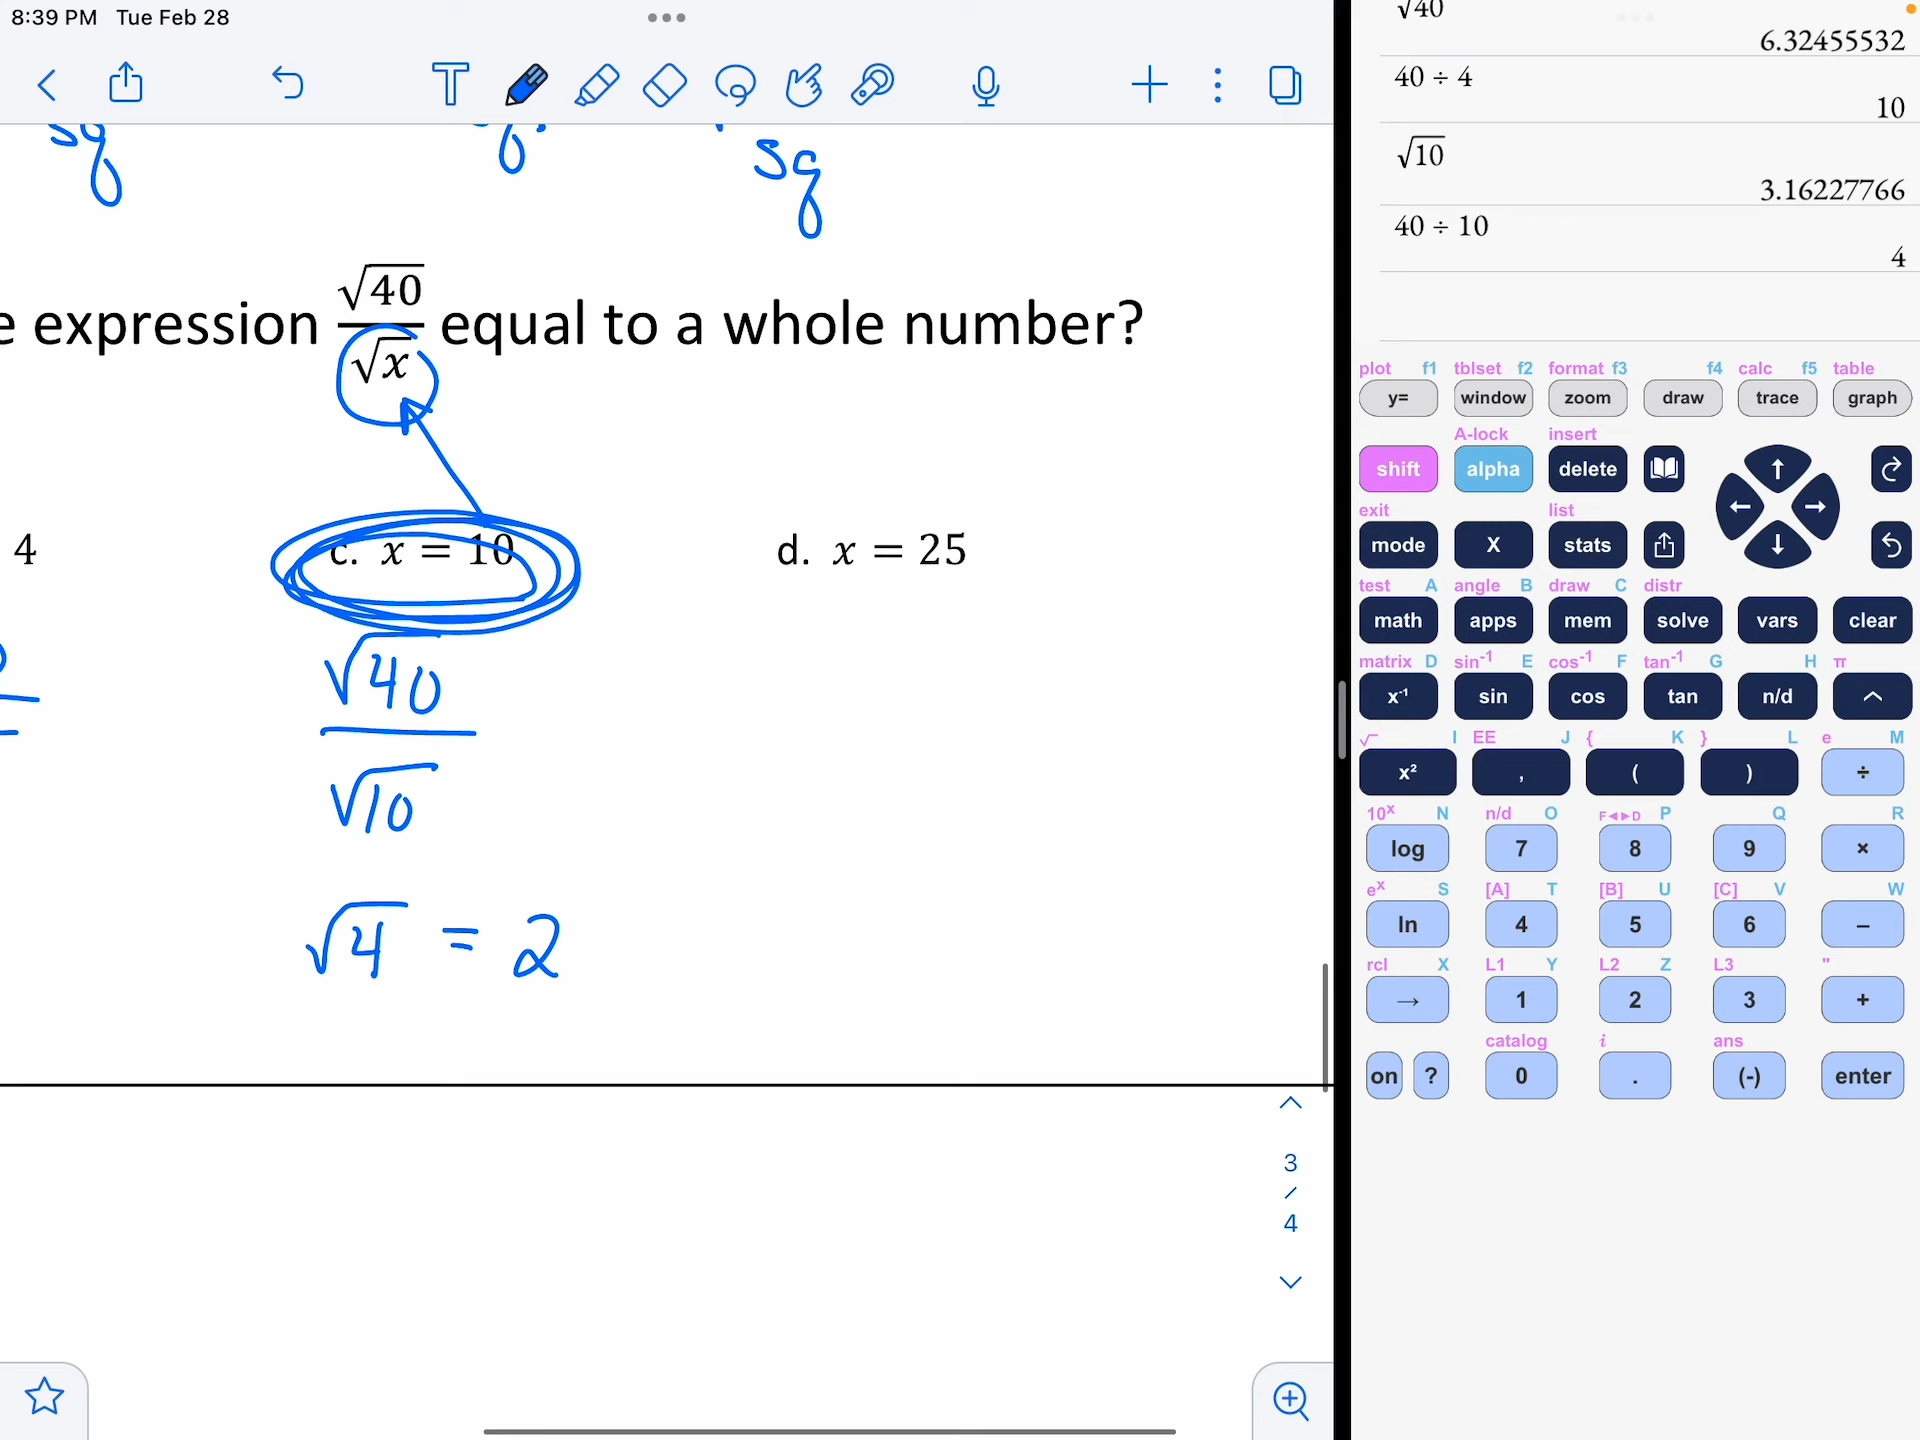 8:39 PM Tue Feb 28
sq
sq
e expression √40/√x equal to a whole number?
4
c. x = 10
d. x = 25
√40
√10
√4 = 2
3
/
4
√40
6.32455532
40 ÷ 4
10
√10
3.16227766
40 ÷ 10
4
plot f1 tblset f2 format f3 f4 calc f5 table
y= window zoom draw trace graph
A-lock insert
shift alpha delete
exit list
mode X stats
test A angle B draw C distr
math apps mem solve vars clear
matrix D sin⁻¹ E cos⁻¹ F tan⁻¹ G H π
x⁻¹ sin cos tan n/d ^
√ I EE J { K } L e M
x² , ( ) ÷
10ˣ N n/d O F◄►D P Q R
log 7 8 9 ×
eˣ S [A] T [B] U [C] V W
ln 4 5 6 −
rcl X L1 Y L2 Z L3 "
→ 1 2 3 +
catalog i ans
on ? 0 . (-) enter